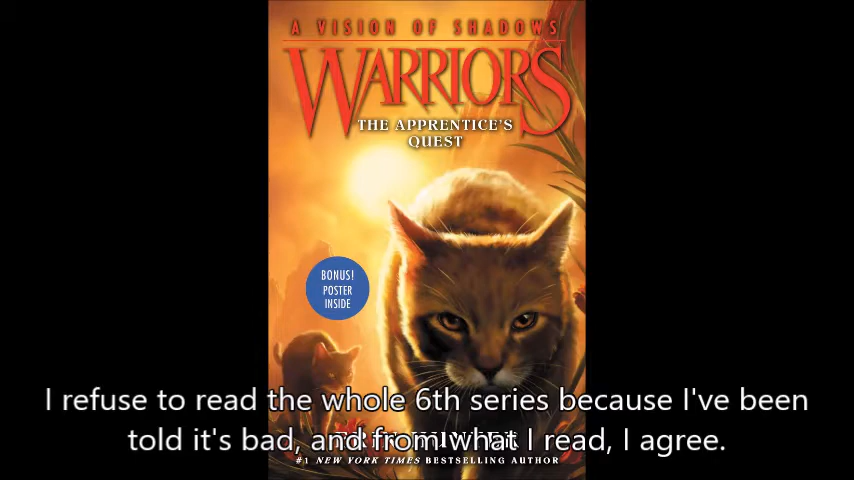 A VISION OF SHADOWS
WARRIORS
THE APPRENTICE'S
QUEST
BONUS!
POSTER
INSIDE
I refuse to read the whole 6th series because I've been
told it's bad, and from what I read, I agree.
#1 NEW YORK TIMES BESTSELLING AUTHOR